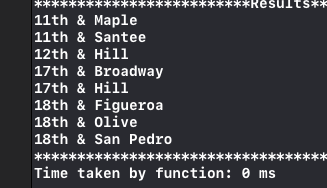 *************************Results**
11th & Maple
11th & Santee
12th & Hill
17th & Broadway
17th & Hill
18th & Figueroa
18th & Olive
18th & San Pedro
**********************************
Time taken by function: 0 ms